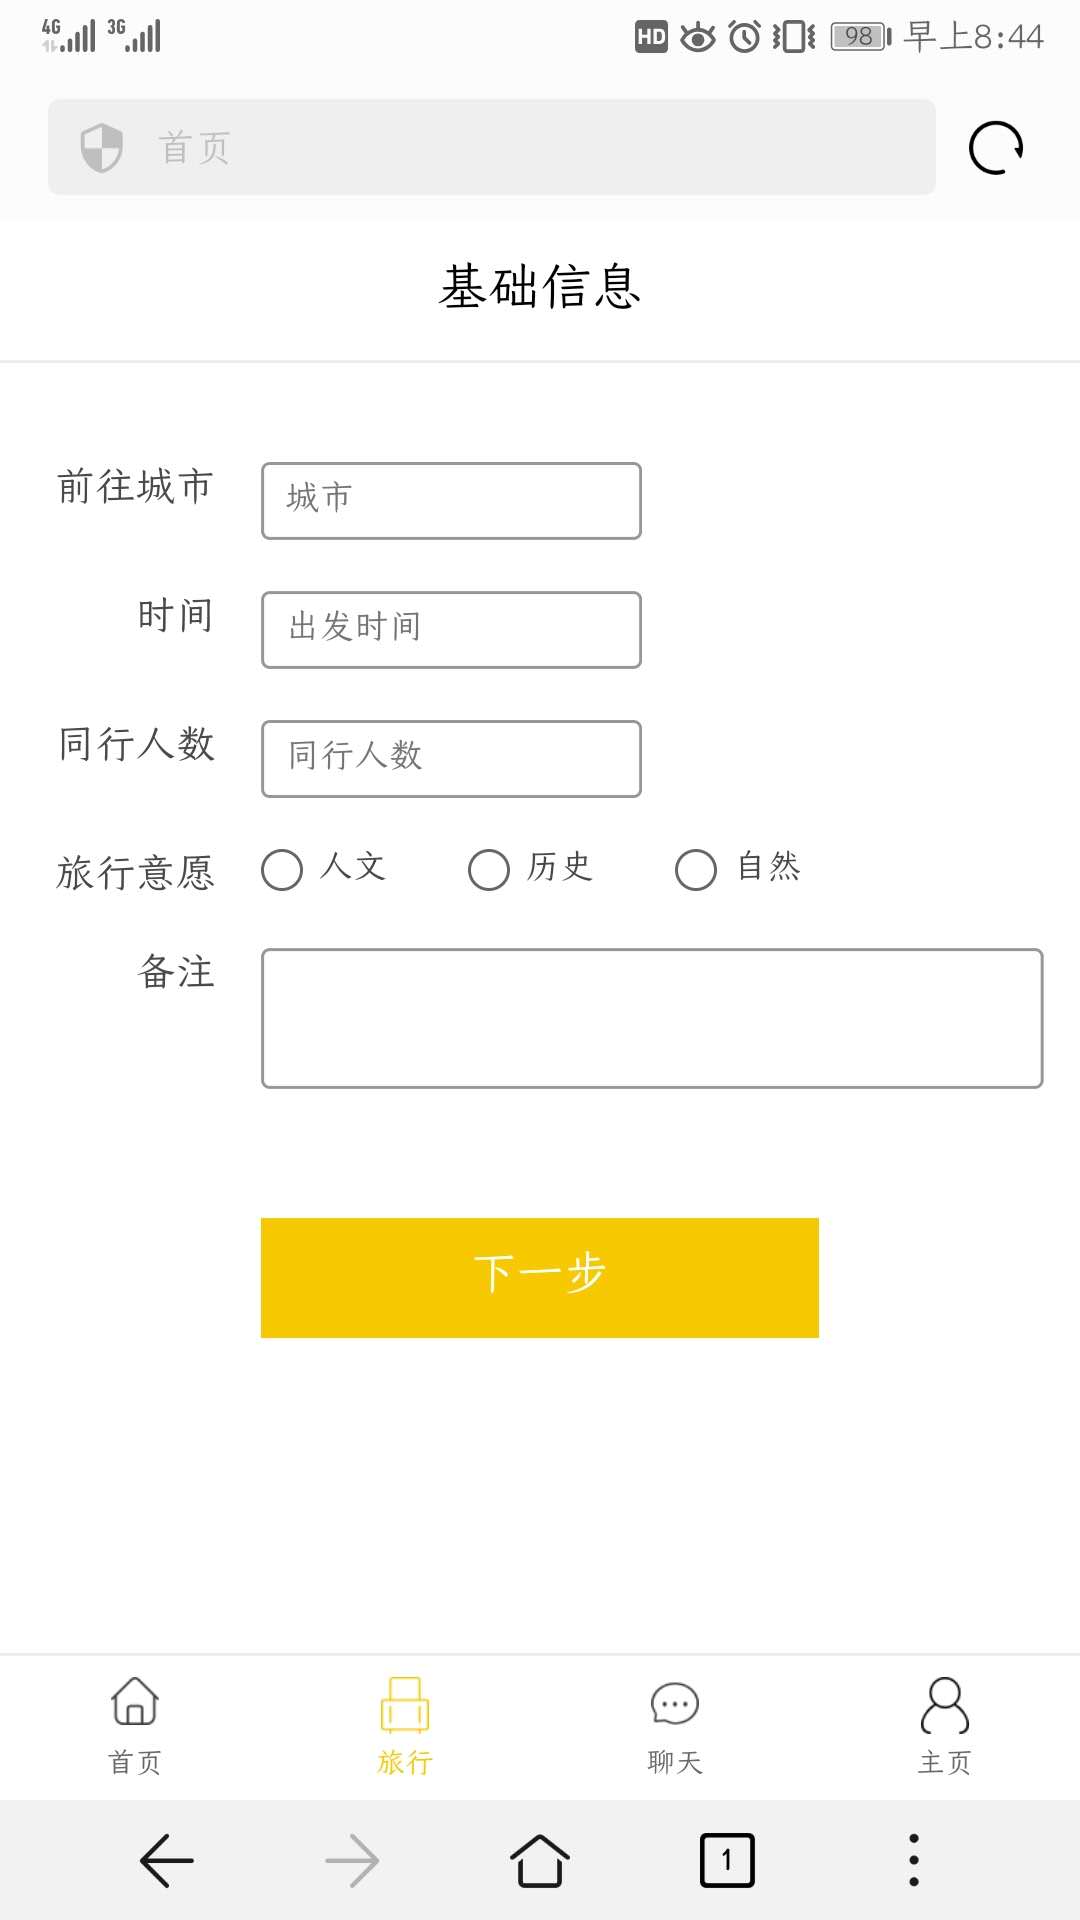 4G 3G HD 98 早上8:44
首页
基础信息
前往城市 城市
时间 出发时间
同行人数 同行人数
旅行意愿 人文 历史 自然
备注
下一步
首页 旅行 聊天 主页
1